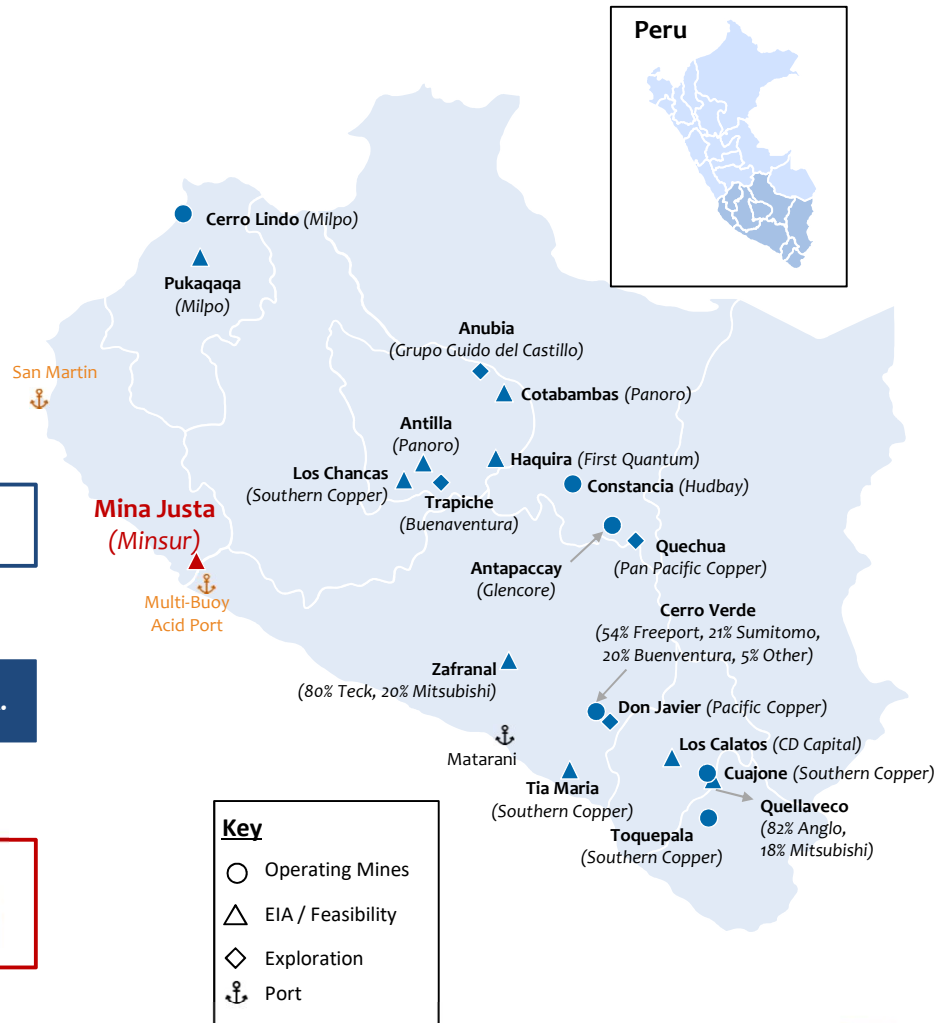 Peru
Cerro Lindo (Milpo)
Pukaqaqa
(Milpo)
Anubia
(Grupo Guido del Castillo)
San Martin
Cotabambas (Panoro)
Antilla
(Panoro)
Haquira (First Quantum)
Los Chancas
(Southern Copper)
Constancia (Hudbay)
Trapiche
(Buenaventura)
Mina Justa
(Minsur)
Quechua
(Pan Pacific Copper)
Antapaccay
(Glencore)
Multi-Buoy
Acid Port
Cerro Verde
(54% Freeport, 21% Sumitomo,
20% Buenventura, 5% Other)
Zafranal
(80% Teck, 20% Mitsubishi)
Don Javier (Pacific Copper)
Matarani
Los Calatos (CD Capital)
Cuajone (Southern Copper)
Tia Maria
(Southern Copper)
Quellaveco
(82% Anglo,
18% Mitsubishi)
Toquepala
(Southern Copper)
.
Key
Operating Mines
EIA / Feasibility
Exploration
Port